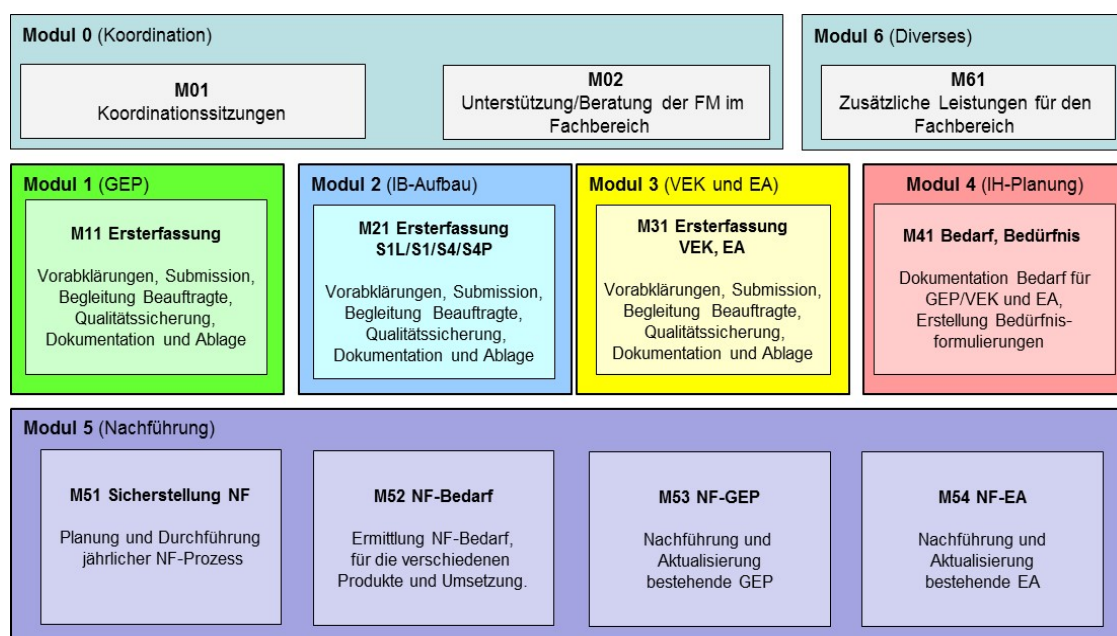 Modul 0 (Koordination)
M01
Koordinationssitzungen
M02
Unterstützung/Beratung der FM im
Fachbereich
Modul 6 (Diverses)
M61
Zusätzliche Leistungen für den
Fachbereich
Modul 1 (GEP)
M11 Ersterfassung
Vorabklärungen, Submission,
Begleitung Beauftragte,
Qualitätssicherung,
Dokumentation und Ablage
Modul 2 (IB-Aufbau)
M21 Ersterfassung
S1L/S1/S4/S4P
Vorabklärungen, Submission,
Begleitung Beauftragte,
Qualitätssicherung,
Dokumentation und Ablage
Modul 3 (VEK und EA)
M31 Ersterfassung
VEK, EA
Vorabklärungen, Submission,
Begleitung Beauftragte,
Qualitätssicherung,
Dokumentation und Ablage
Modul 4 (IH-Planung)
M41 Bedarf, Bedürfnis
Dokumentation Bedarf für
GEP/VEK und EA,
Erstellung Bedürfnis-
formulierungen
Modul 5 (Nachführung)
M51 Sicherstellung NF
Planung und Durchführung
jährlicher NF-Prozess
M52 NF-Bedarf
Ermittlung NF-Bedarf,
für die verschiedenen
Produkte und Umsetzung.
M53 NF-GEP
Nachführung und
Aktualisierung
bestehende GEP
M54 NF-EA
Nachführung und
Aktualisierung
bestehende EA